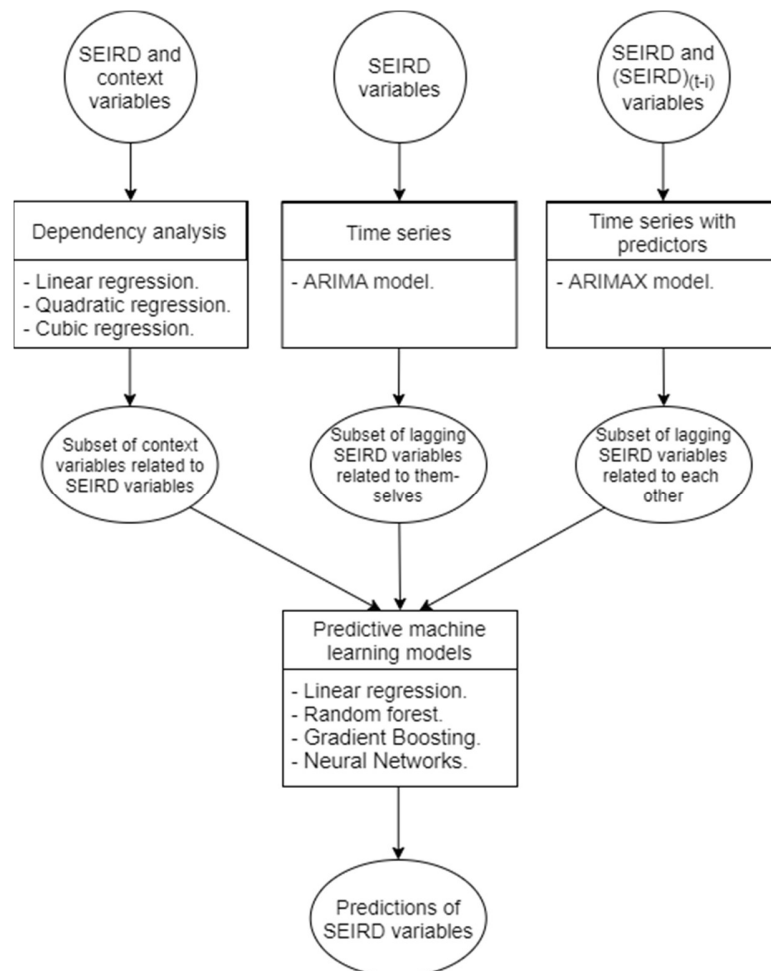 SEIRD and
context
variables
SEIRD
variables
SEIRD and
(SEIRD)(t-i)
variables
Dependency analysis
- Linear regression.
- Quadratic regression.
- Cubic regression.
Time series
- ARIMA model.
Time series with
predictors
- ARIMAX model.
Subset of context
variables related to
SEIRD variables
Subset of lagging
SEIRD variables
related to them-
selves
Subset of lagging
SEIRD variables
related to each
other
Predictive machine
learning models
- Linear regression.
- Random forest.
- Gradient Boosting.
- Neural Networks.
Predictions of
SEIRD variables